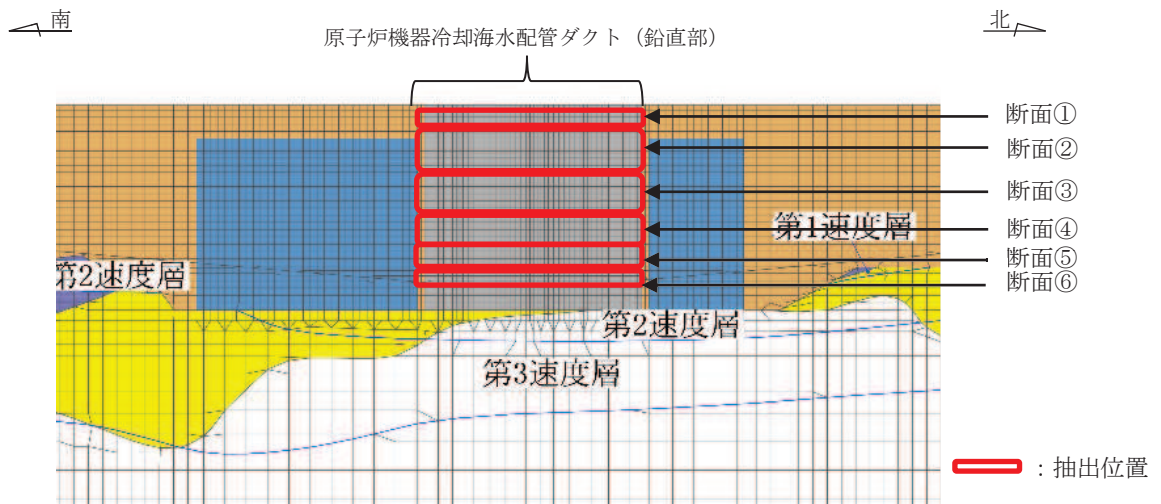 南
北
原子炉機器冷却海水配管ダクト（鉛直部）
断面①
断面②
断面③
断面④
断面⑤
断面⑥
第1速度層
第2速度層
第2速度層
第3速度層
：抽出位置